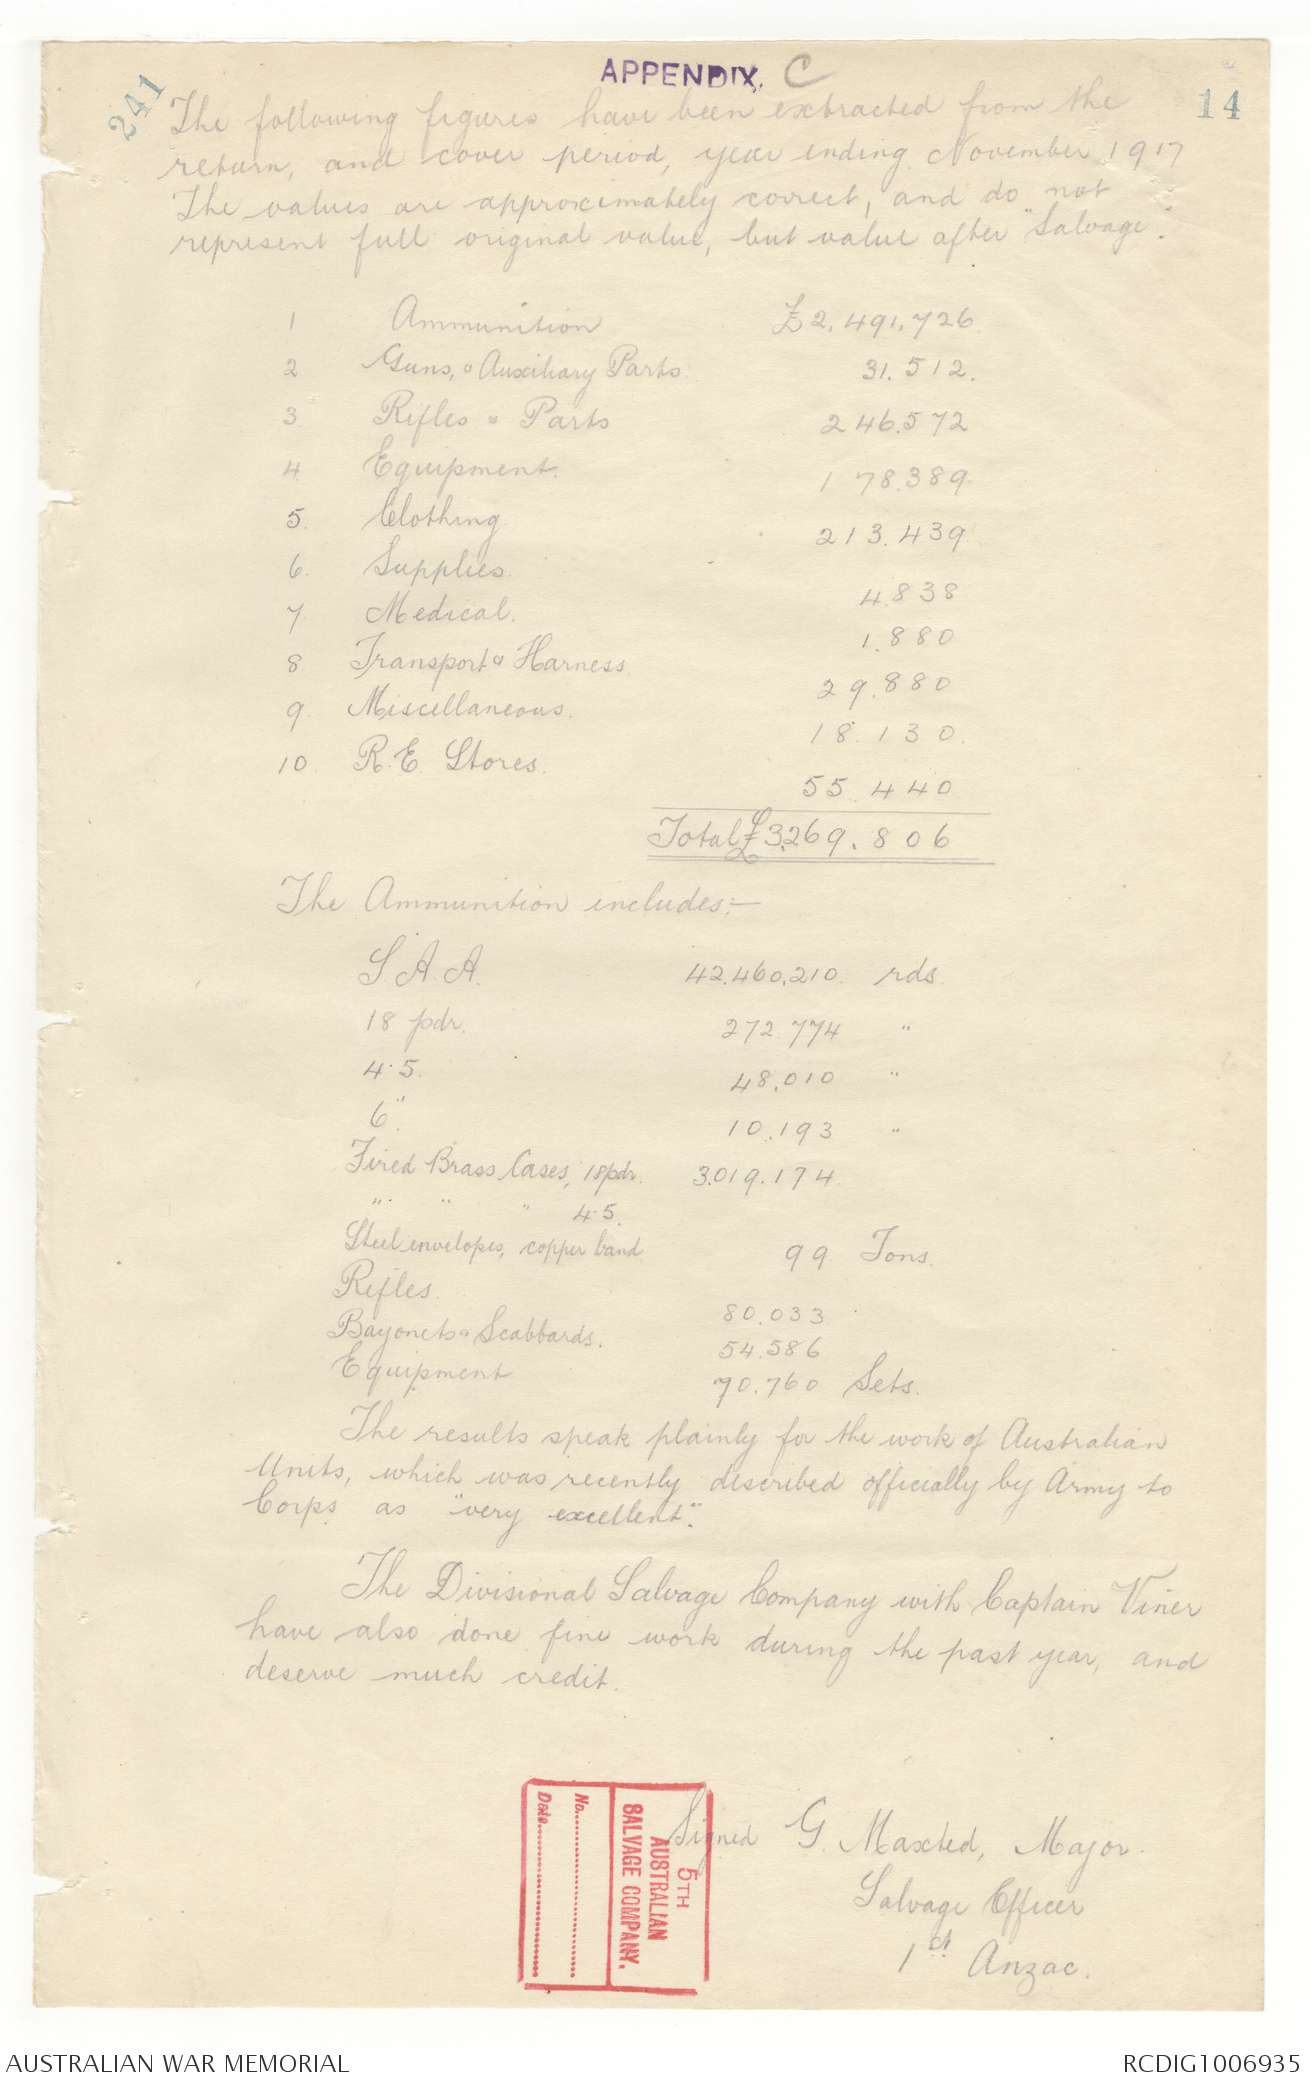 APPENDIX. C
241
14
The following figures have been extracted from the
return, and cover period, year ending November 1917
The values are approximately correct, and do not
represent full original value, but value after "Salvage".
1 Ammunition £2,491,726.
2 Guns, & Auxiliary Parts 31.512.
3 Rifles & Parts 246.572
4 Equipment. 178.389
5. Clothing 213.439
6. Supplies. 4.838
7. Medical. 1.880
8. Transport & Harness 29.880
9. Miscellaneous. 18.130.
10. R.E. Stores. 55.440
Total £3,269.806
The Ammunition includes:—
S.A.A. 42.460,210. rds.
18 pdr. 272.774 "
4.5. 48.010 "
6" 10.193 "
Fired Brass Cases, 18pdr. 3.019.174
" " " 4.5.
Steel envelopes, copper band 99 Tons.
Rifles. 80.033
Bayonets & Scabbards. 54.586
Equipment 70.760 Sets.
The results speak plainly for the work of Australian
Units, which was recently described officially by Army to
Corps as "very excellent".
The Divisional Salvage Company with Captain Viner
have also done fine work during the past year, and
deserve much credit.
Signed G. Maxted, Major.
Salvage Officer
1st Anzac.
5TH
AUSTRALIAN
SALVAGE COMPANY.
No.
Date
AUSTRALIAN WAR MEMORIAL
RCDIG1006935